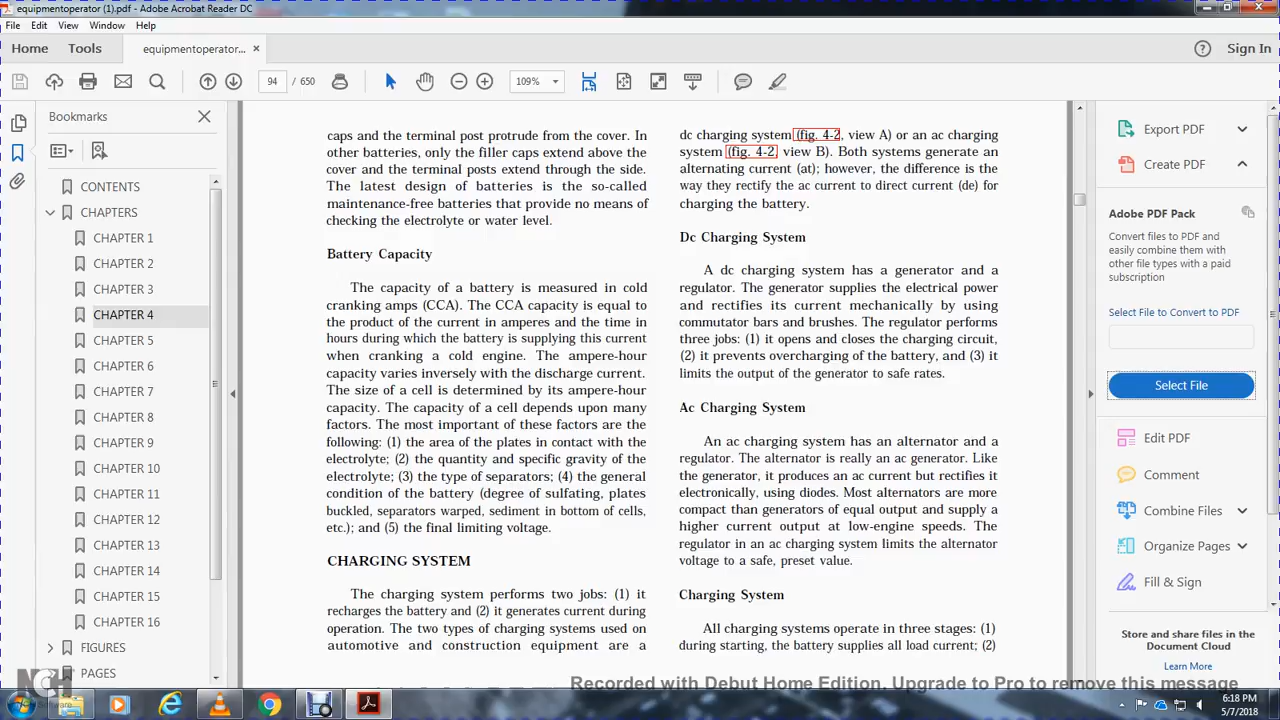 equipmentoperator (1).pdf - Adobe Acrobat Reader DC
File Edit View Window Help
Home Tools equipmentoperator... × Sign In
94 / 650 109%
Bookmarks
CONTENTS
CHAPTERS
CHAPTER 1
CHAPTER 2
CHAPTER 3
CHAPTER 4
CHAPTER 5
CHAPTER 6
CHAPTER 7
CHAPTER 8
CHAPTER 9
CHAPTER 10
CHAPTER 11
CHAPTER 12
CHAPTER 13
CHAPTER 14
CHAPTER 15
CHAPTER 16
FIGURES
PAGES
caps and the terminal post protrude from the cover. In
other batteries, only the filler caps extend above the
cover and the terminal posts extend through the side.
The latest design of batteries is the so-called
maintenance-free batteries that provide no means of
checking the electrolyte or water level.
Battery Capacity
The capacity of a battery is measured in cold
cranking amps (CCA). The CCA capacity is equal to
the product of the current in amperes and the time in
hours during which the battery is supplying this current
when cranking a cold engine. The ampere-hour
capacity varies inversely with the discharge current.
The size of a cell is determined by its ampere-hour
capacity. The capacity of a cell depends upon many
factors. The most important of these factors are the
following: (1) the area of the plates in contact with the
electrolyte; (2) the quantity and specific gravity of the
electrolyte; (3) the type of separators; (4) the general
condition of the battery (degree of sulfating, plates
buckled, separators warped, sediment in bottom of cells,
etc.); and (5) the final limiting voltage.
CHARGING SYSTEM
The charging system performs two jobs: (1) it
recharges the battery and (2) it generates current during
operation. The two types of charging systems used on
automotive and construction equipment are a
dc charging system (fig. 4-2, view A) or an ac charging
system (fig. 4-2, view B). Both systems generate an
alternating current (at); however, the difference is the
way they rectify the ac current to direct current (de) for
charging the battery.
Dc Charging System
A dc charging system has a generator and a
regulator. The generator supplies the electrical power
and rectifies its current mechanically by using
commutator bars and brushes. The regulator performs
three jobs: (1) it opens and closes the charging circuit,
(2) it prevents overcharging of the battery, and (3) it
limits the output of the generator to safe rates.
Ac Charging System
An ac charging system has an alternator and a
regulator. The alternator is really an ac generator. Like
the generator, it produces an ac current but rectifies it
electronically, using diodes. Most alternators are more
compact than generators of equal output and supply a
higher current output at low-engine speeds. The
regulator in an ac charging system limits the alternator
voltage to a safe, preset value.
Charging System
All charging systems operate in three stages: (1)
during starting, the battery supplies all load current; (2)
Export PDF
Create PDF
Adobe PDF Pack
Convert files to PDF and
easily combine them with
other file types with a paid
subscription
Select File to Convert to PDF
Select File
Edit PDF
Comment
Combine Files
Organize Pages
Fill & Sign
Store and share files in the
Document Cloud
Learn More
NCH
Recorded with Debut Home Edition. Upgrade to Pro to remove this message
6:18 PM
5/7/2018